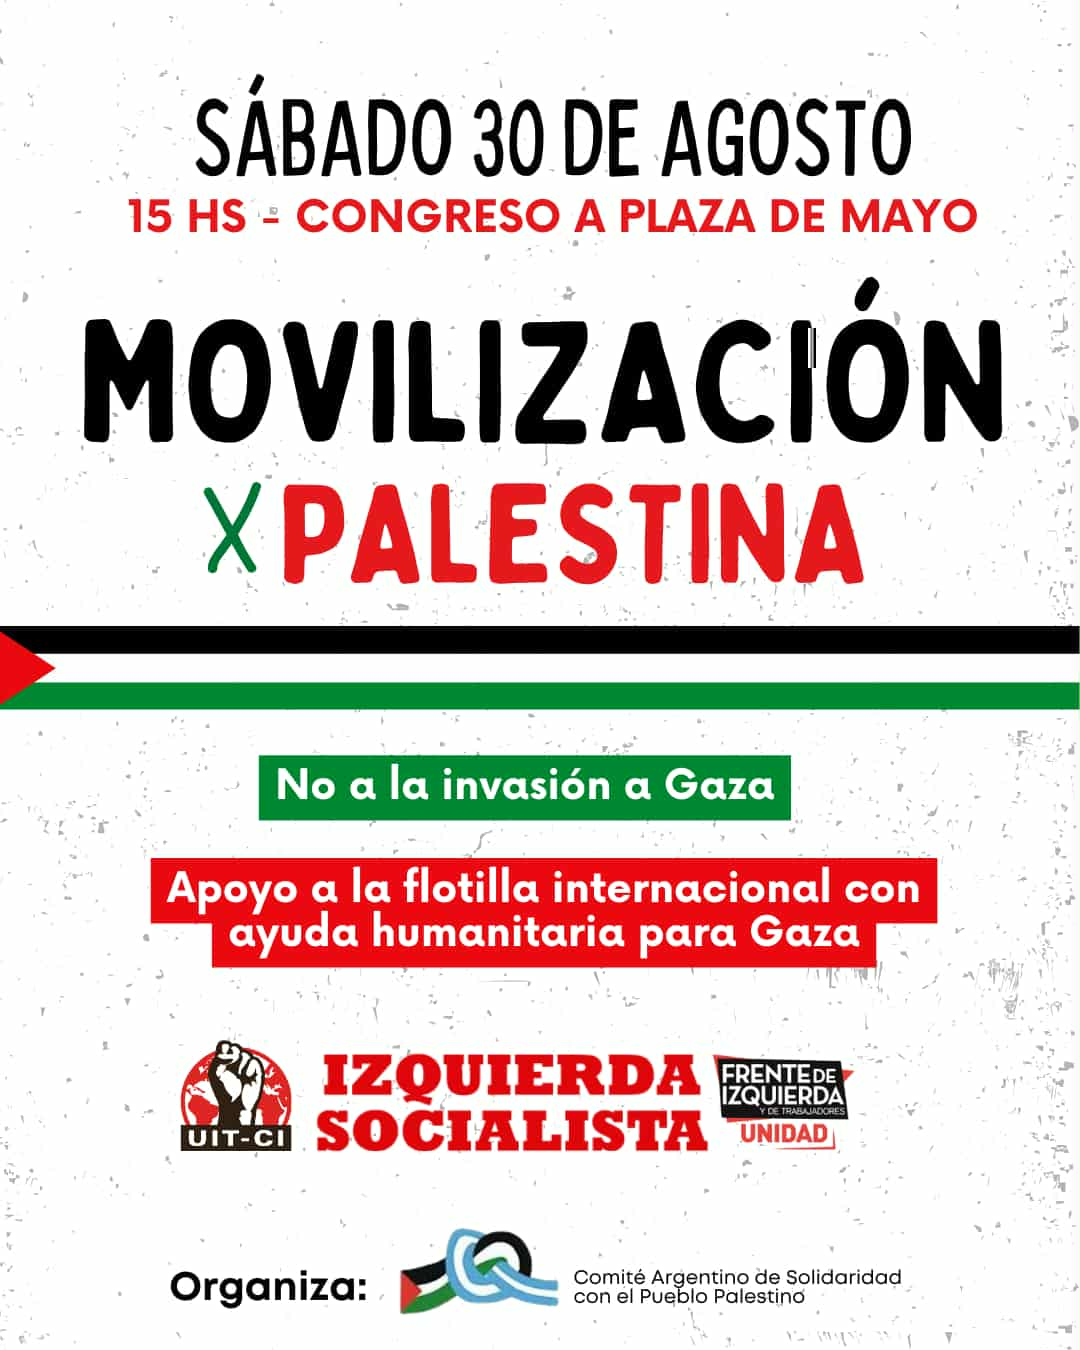 SÁBADO 30 DE AGOSTO
15 HS - CONGRESO A PLAZA DE MAYO
MOVILIZACIÓN
X PALESTINA
No a la invasión a Gaza
Apoyo a la flotilla internacional con
ayuda humanitaria para Gaza
UIT-CI
IZQUIERDA
SOCIALISTA
FRENTE DE
IZQUIERDA
Y DE TRABAJADORES
UNIDAD
Organiza:
Comité Argentino de Solidaridad
con el Pueblo Palestino